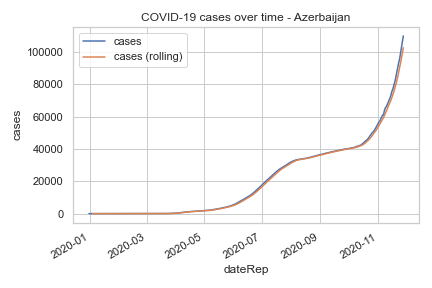 COVID-19 cases over time - Azerbaijan
cases
cases (rolling)
100000
80000
60000
40000
20000
0
cases
2020-01
2020-03
2020-05
2020-07
2020-09
2020-11
dateRep